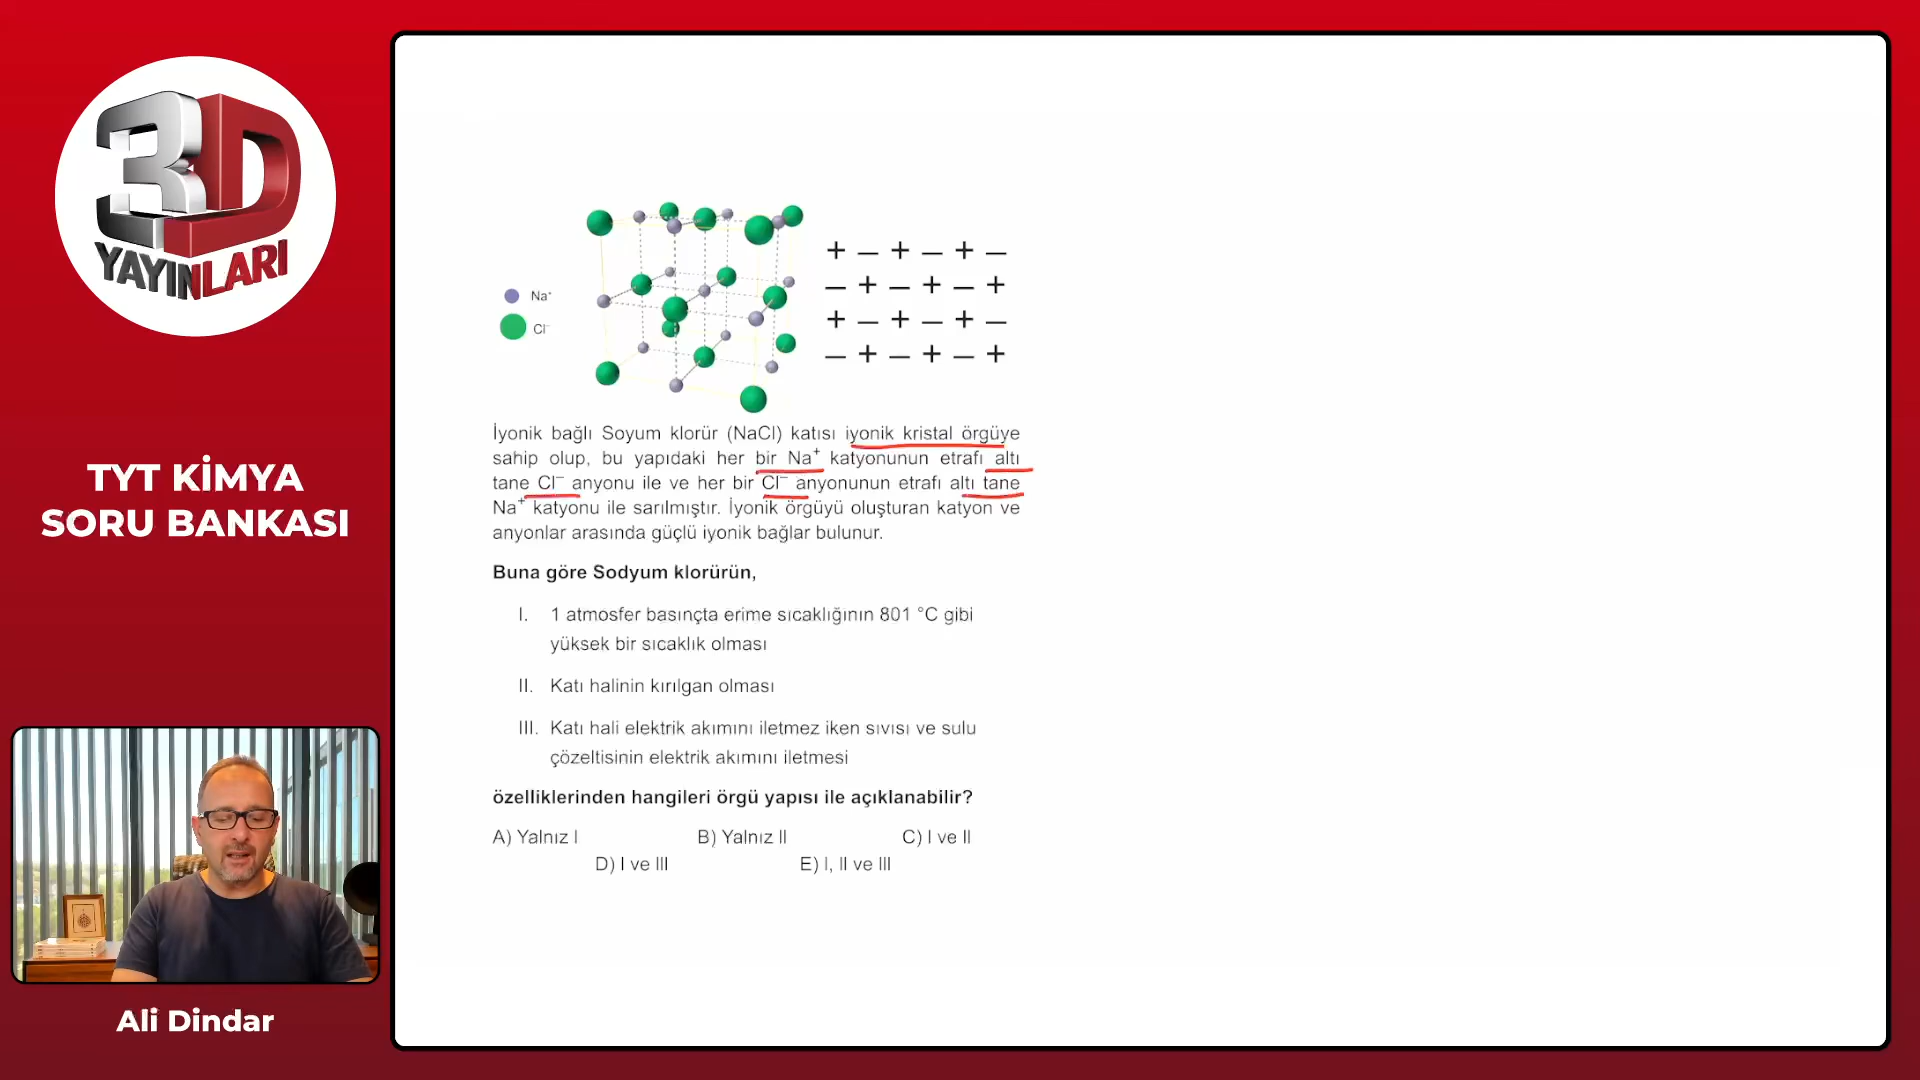 3D
YAYINLARI
TYT KİMYA
SORU BANKASI
Ali Dindar
Na⁺
Cl⁻
+ – + – + –
– + – + – +
+ – + – + –
– + – + – +
İyonik bağlı Soyum klorür (NaCl) katısı iyonik kristal örgüye
sahip olup, bu yapıdaki her bir Na⁺ katyonunun etrafı altı
tane Cl⁻ anyonu ile ve her bir Cl⁻ anyonunun etrafı altı tane
Na⁺ katyonu ile sarılmıştır. İyonik örgüyü oluşturan katyon ve
anyonlar arasında güçlü iyonik bağlar bulunur.
Buna göre Sodyum klorürün,
I. 1 atmosfer basınçta erime sıcaklığının 801 °C gibi
yüksek bir sıcaklık olması
II. Katı halinin kırılgan olması
III. Katı hali elektrik akımını iletmez iken sıvısı ve sulu
çözeltisinin elektrik akımını iletmesi
özelliklerinden hangileri örgü yapısı ile açıklanabilir?
A) Yalnız I B) Yalnız II C) I ve II
D) I ve III E) I, II ve III